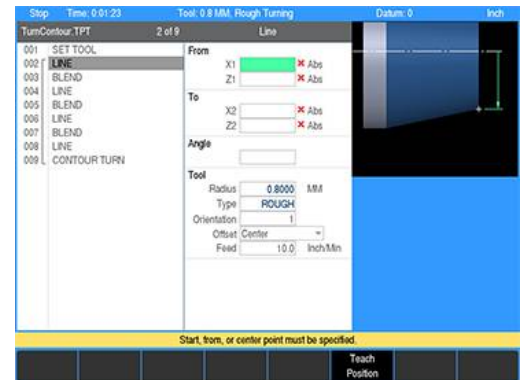 Stop Time: 0:01:23 Tool: 0.8 MM, Rough Turning Datum: 0 Inch
TurnContour.TPT 2 of 9 Line
001 SET TOOL
002 LINE
003 BLEND
004 LINE
005 BLEND
006 LINE
007 BLEND
008 LINE
009 CONTOUR TURN
From
X1 Abs
Z1 Abs
To
X2 Abs
Z2 Abs
Angle
Tool
Radius 0.8000 MM
Type ROUGH
Orientation 1
Offset Center
Feed 10.0 Inch/Min
Start, from, or center point must be specified.
Teach
Position